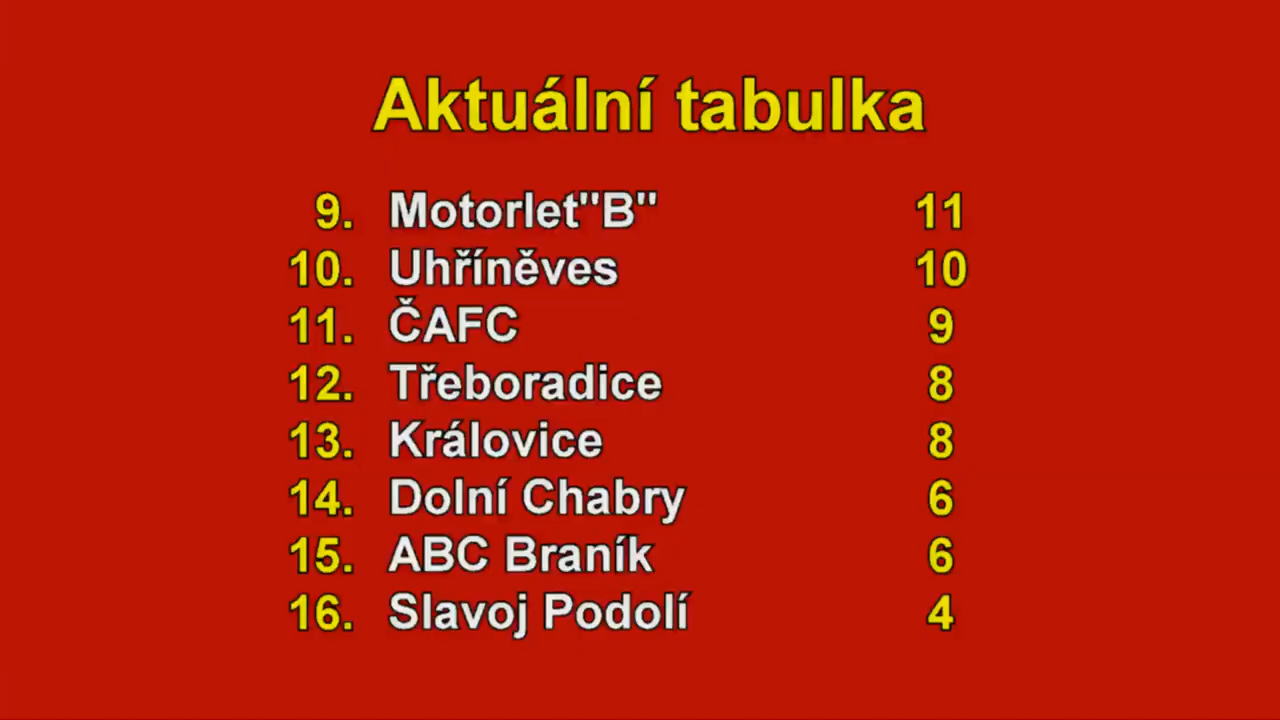 Aktuální tabulka
9. Motorlet"B" 11
10. Uhříněves 10
11. ČAFC 9
12. Třeboradice 8
13. Královice 8
14. Dolní Chabry 6
15. ABC Braník 6
16. Slavoj Podolí 4